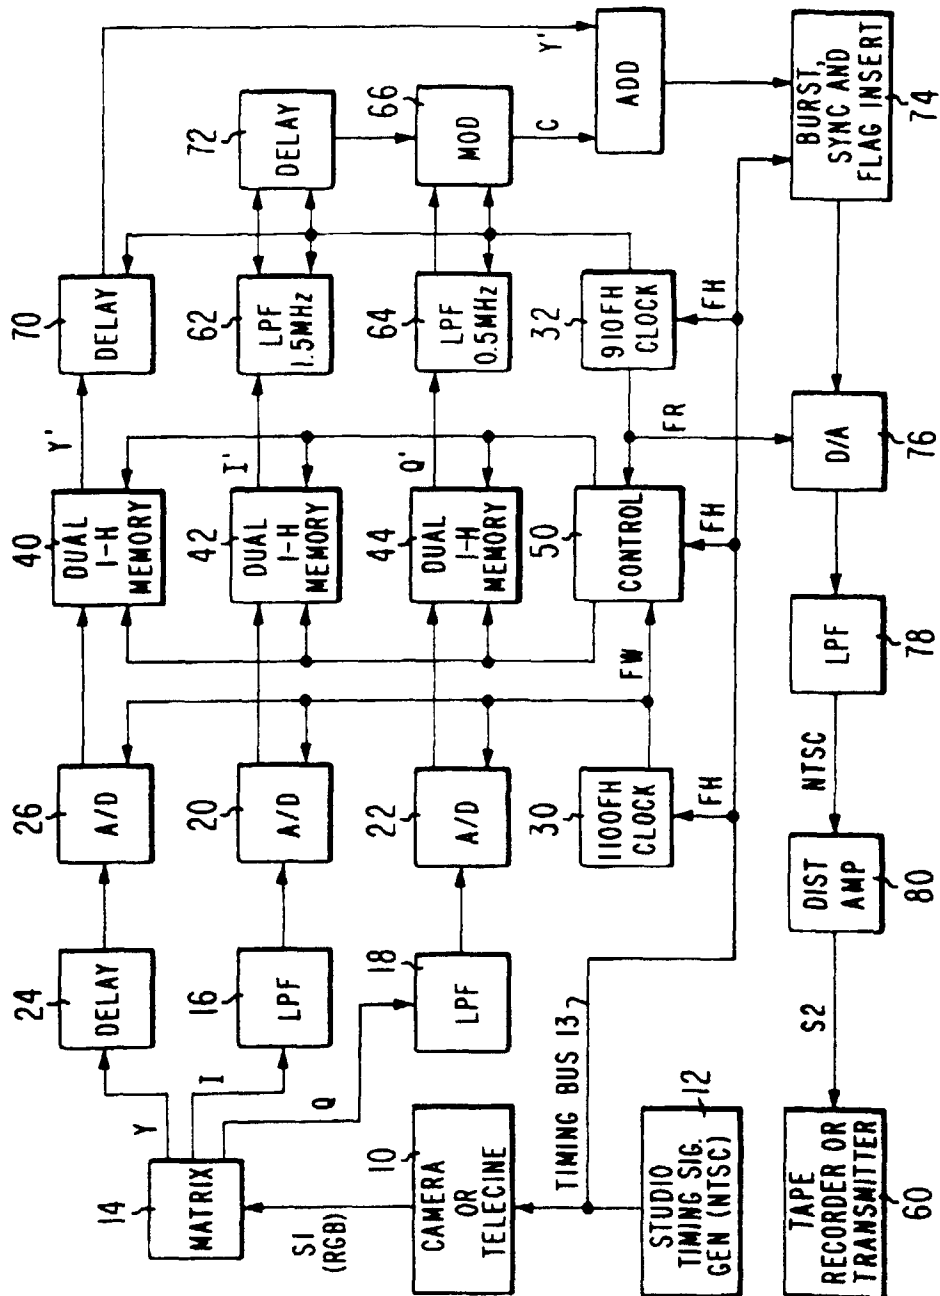 24
DELAY
26
A/D
40
DUAL
1-H
MEMORY
Y'
70
DELAY
14
MATRIX
Y
I
Q
16
LPF
20
A/D
42
DUAL
1-H
MEMORY
I'
62
LPF
1.5MHz
72
DELAY
Y'
S1
(RGB)
18
LPF
22
A/D
44
DUAL
1-H
MEMORY
Q'
64
LPF
0.5MHz
66
MOD
C
ADD
10
CAMERA
OR
TELECINE
30
1100FH
CLOCK
FW
50
CONTROL
FR
32
910FH
CLOCK
TIMING BUS 13
FH
FH
FH
12
STUDIO
TIMING SIG.
GEN (NTSC)
BURST,
SYNC AND
FLAG INSERT
74
TAPE
RECORDER OR
TRANSMITTER
60
S2
DIST
AMP
80
NTSC
LPF
78
D/A
76